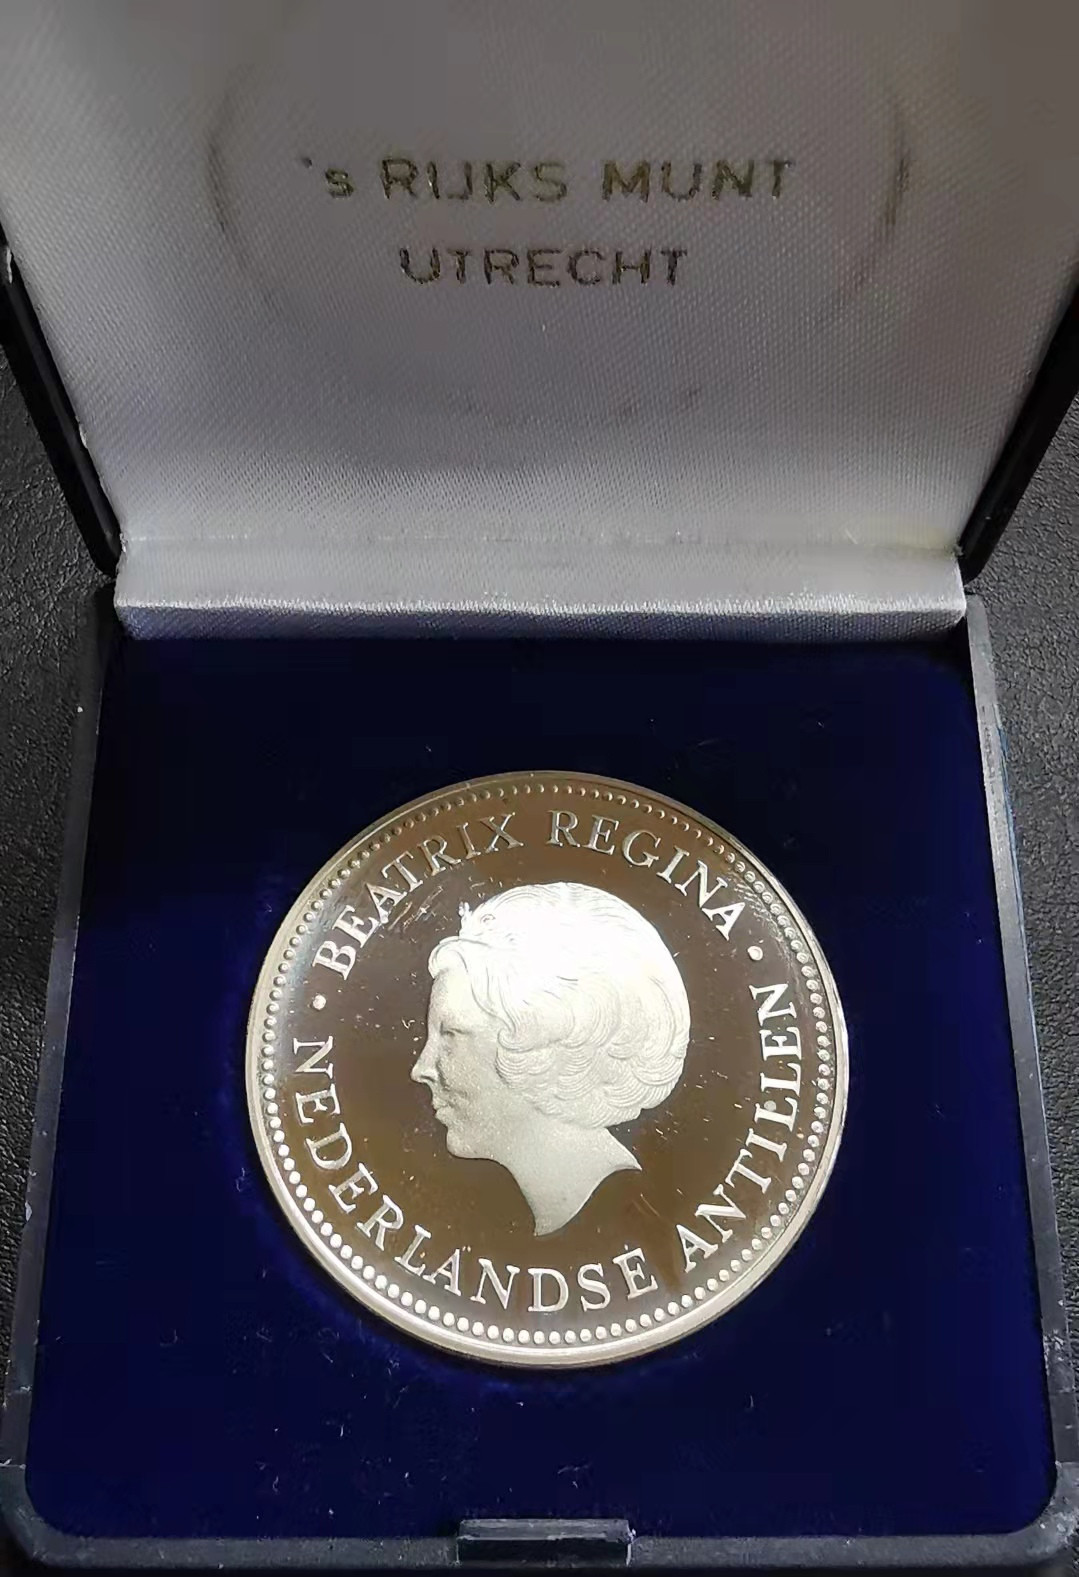 's RIJKS MUNT
UTRECHT
· BEATRIX REGINA ·
NEDERLANDSE ANTILLEN